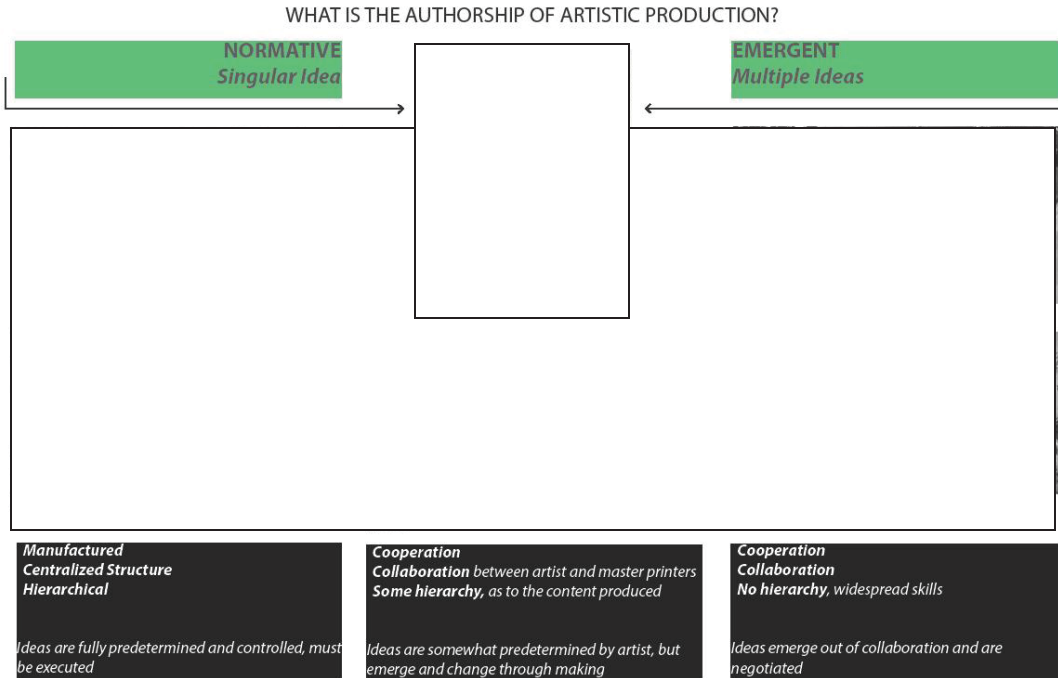 WHAT IS THE AUTHORSHIP OF ARTISTIC PRODUCTION?
NORMATIVE
Singular Idea
EMERGENT
Multiple Ideas
Manufactured
Centralized Structure
Hierarchical
Ideas are fully predetermined and controlled, must
be executed
Cooperation
Collaboration between artist and master printers
Some hierarchy, as to the content produced
Ideas are somewhat predetermined by artist, but
emerge and change through making
Cooperation
Collaboration
No hierarchy, widespread skills
Ideas emerge out of collaboration and are
negotiated